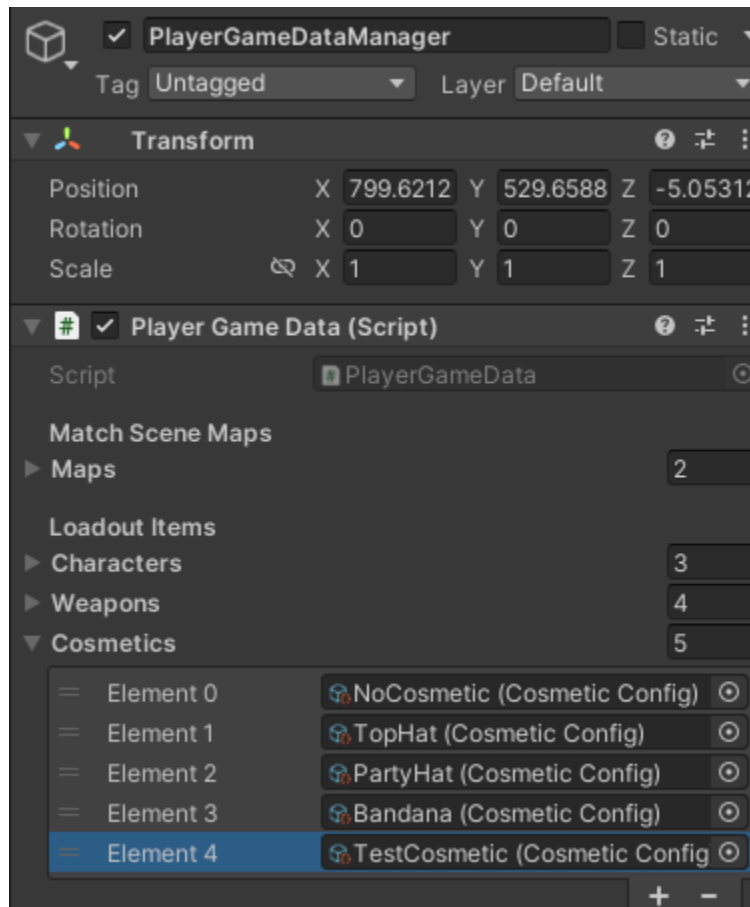 PlayerGameDataManager Static
Tag Untagged Layer Default
Transform
Position X 799.6212 Y 529.6588 Z -5.05312
Rotation X 0 Y 0 Z 0
Scale X 1 Y 1 Z 1
# Player Game Data (Script)
Script PlayerGameData
Match Scene Maps
Maps 2
Loadout Items
Characters 3
Weapons 4
Cosmetics 5
Element 0 NoCosmetic (Cosmetic Config)
Element 1 TopHat (Cosmetic Config)
Element 2 PartyHat (Cosmetic Config)
Element 3 Bandana (Cosmetic Config)
Element 4 TestCosmetic (Cosmetic Config
+ −